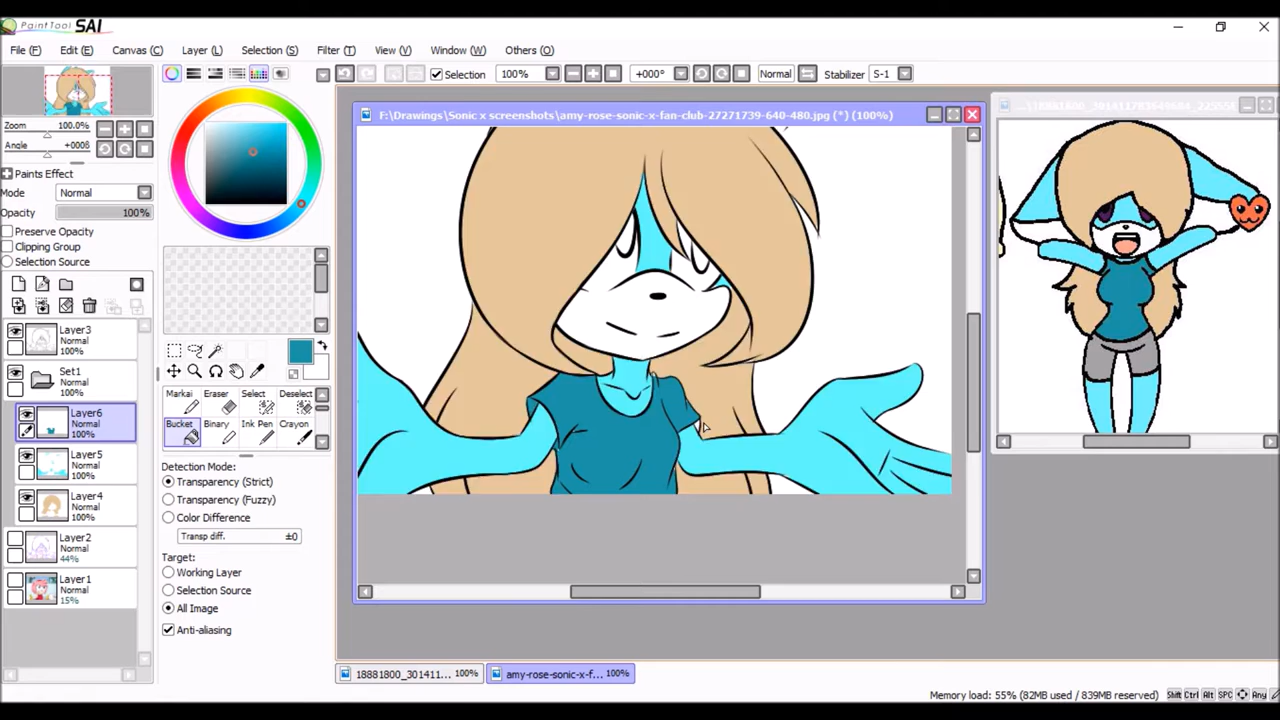 PaintTool SAI
File (F) Edit (E) Canvas (C) Layer (L) Selection (S) Filter (T) View (V) Window (W) Others (O)
Selection 100% +000° Normal Stabilizer S-1
F:\Drawings\Sonic x screenshots\amy-rose-sonic-x-fan-club-27271739-640-480.jpg (*) (100%)
Zoom 100.0%
Angle
Paints Effect
Mode Normal
Opacity 100%
Preserve Opacity
Clipping Group
Selection Source
Layer3
Normal
100%
Set1
Normal
100%
Layer6
Normal
100%
Layer5
Normal
100%
Layer4
Normal
100%
Layer2
Normal
44%
Layer1
Normal
15%
Markai Eraser Select Deselect
Bucket Binary Ink Pen Crayon
Detection Mode:
Transparency (Strict)
Transparency (Fuzzy)
Color Difference
Transp diff. ±0
Target:
Working Layer
Selection Source
All Image
Anti-aliasing
18881800_301411... 100% amy-rose-sonic-x-f... 100%
Memory load: 55% (82MB used / 839MB reserved) Shift Ctrl Alt SPC Any